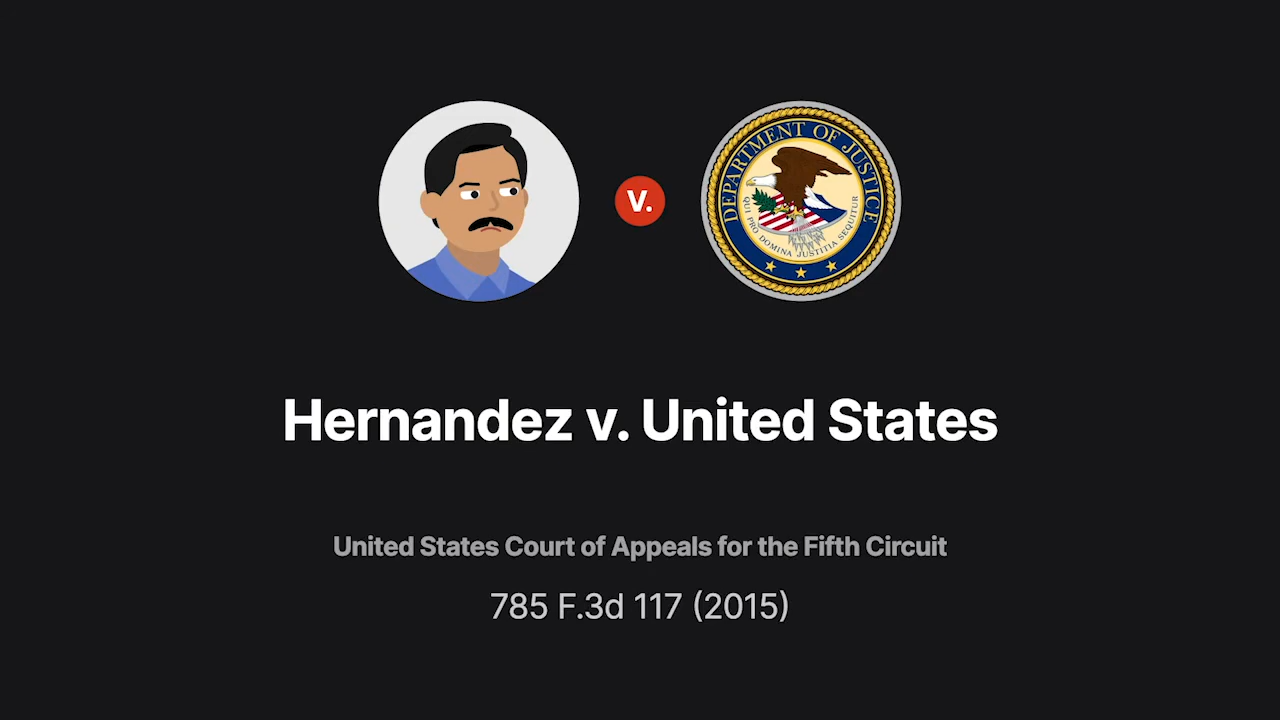 V.
DEPARTMENT OF JUSTICE
QUI PRO DOMINA JUSTITIA SEQUITUR
Hernandez v. United States
United States Court of Appeals for the Fifth Circuit
785 F.3d 117 (2015)